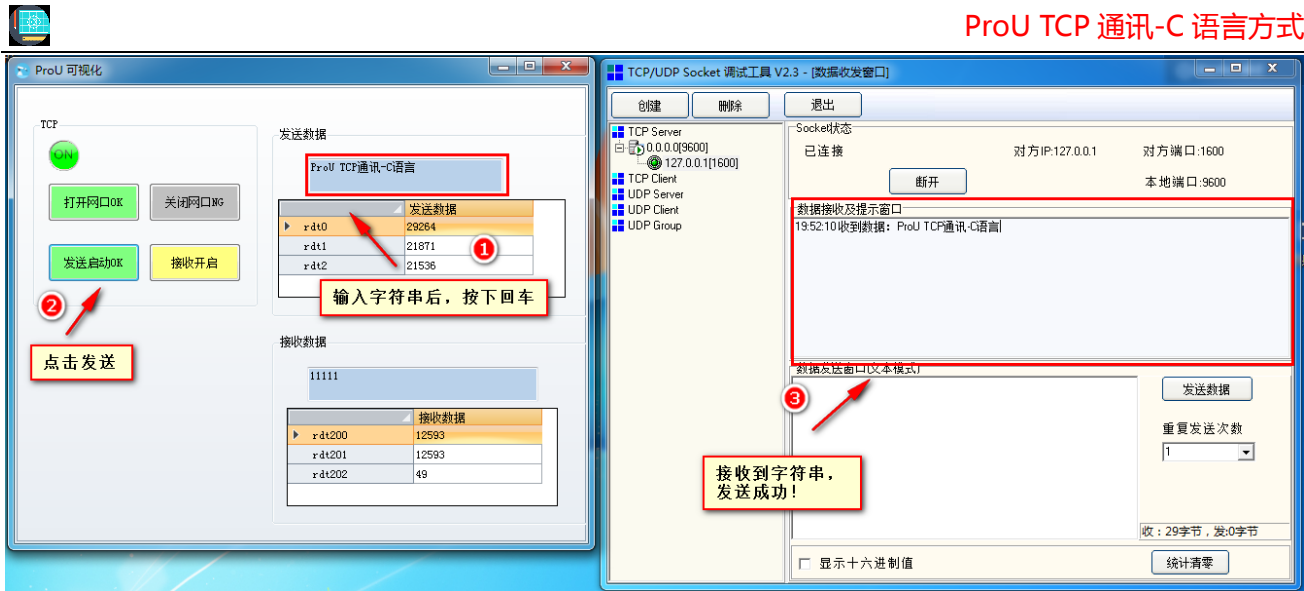 ProU TCP 通讯-C 语言方式
ProU 可视化
TCP
ON
打开网口OK
关闭网口NG
发送启动OK
接收开启
2
点击发送
发送数据
ProU TCP通讯-C语言
发送数据
rdt0 29264
rdt1 21871
rdt2 21536
1
输入字符串后，按下回车
接收数据
11111
接收数据
rdt200 12593
rdt201 12593
rdt202 49
TCP/UDP Socket 调试工具 V2.3 - [数据收发窗口]
创建 删除 退出
TCP Server
0.0.0.0[9600]
127.0.0.1[1600]
TCP Client
UDP Server
UDP Client
UDP Group
Socket状态
已连接 对方IP:127.0.0.1 对方端口:1600
断开 本地端口:9600
数据接收及提示窗口
19:52:10 收到数据：ProU TCP通讯-C语言
数据发送窗口(文本模式)
3
接收到字符串，
发送成功！
发送数据
重复发送次数
1
收：29字节，发:0字节
显示十六进制值
统计清零